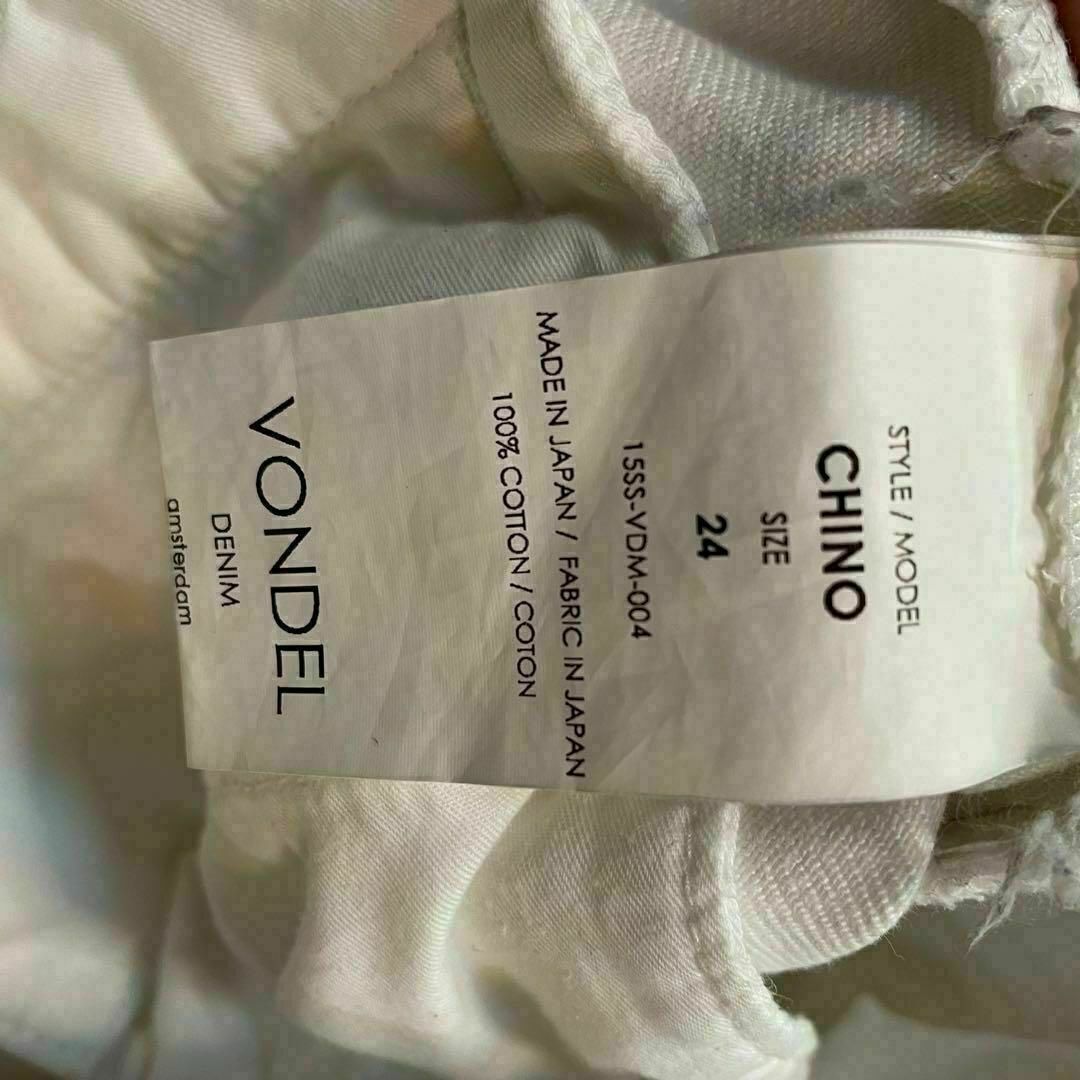 STYLE / MODEL
CHINO
SIZE
24
15SS-VDM-004
MADE IN JAPAN / FABRIC IN JAPAN
100% COTTON / COTON
VONDEL
DENIM
amsterdam